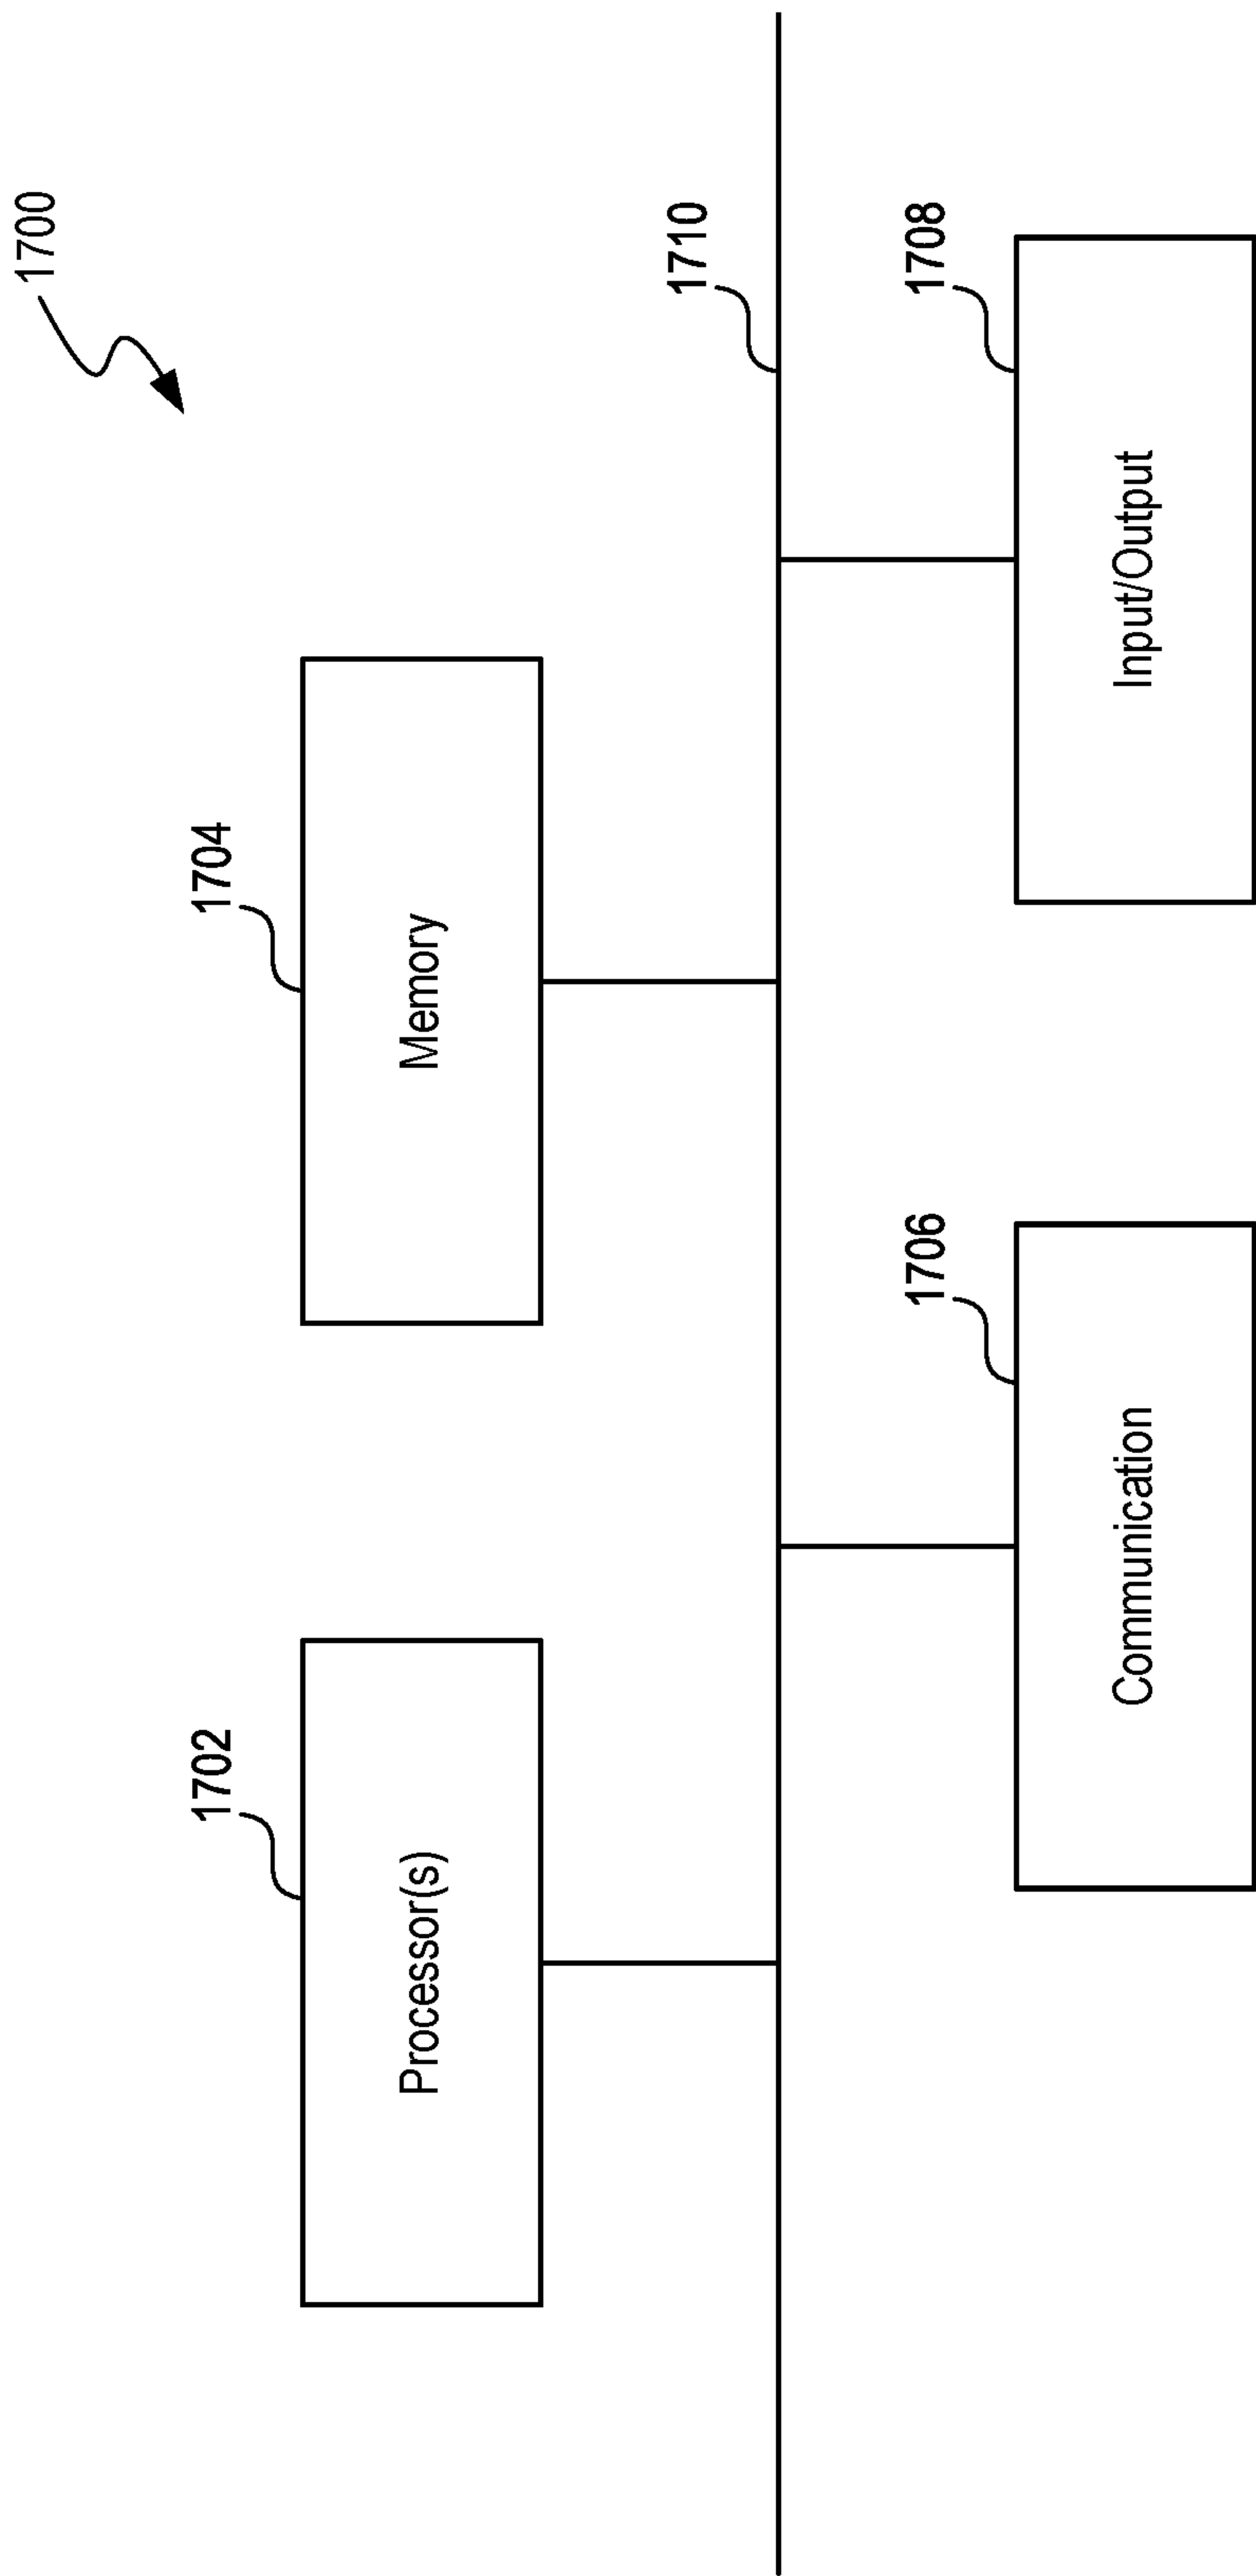 1700
1702
Processor(s)
1704
Memory
1710
1706
Communication
1708
Input/Output